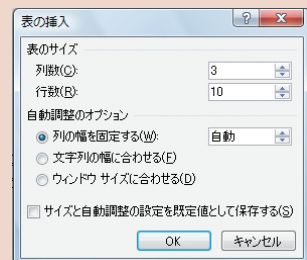 表の挿入
表のサイズ
列数(C): 3
行数(R): 10
自動調整のオプション
列の幅を固定する(W): 自動
文字列の幅に合わせる(F)
ウィンドウ サイズに合わせる(D)
サイズと自動調整の設定を既定値として保存する(S)
OK キャンセル